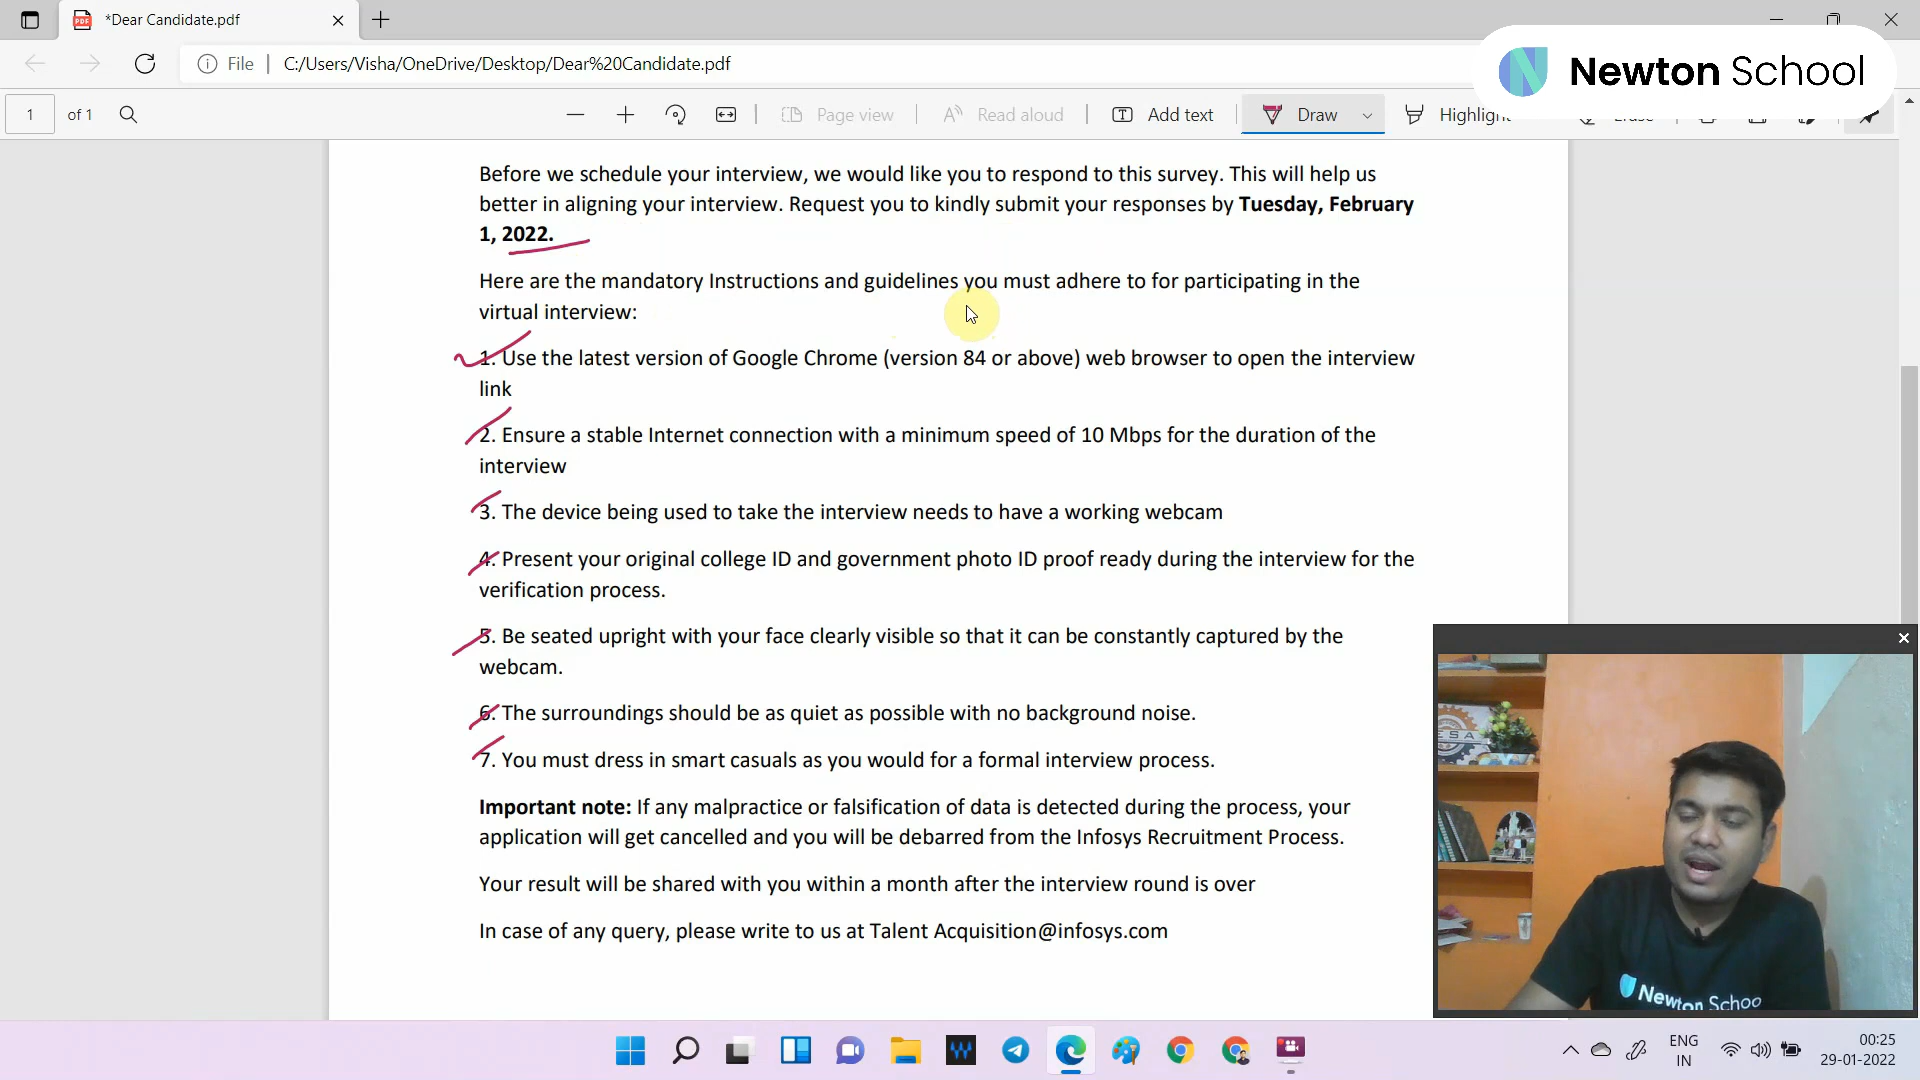 *Dear Candidate.pdf
File
C:/Users/Visha/OneDrive/Desktop/Dear%20Candidate.pdf
Newton School
1 of 1
Page view
Read aloud
Add text
Draw
Highlight
Before we schedule your interview, we would like you to respond to this survey. This will help us
better in aligning your interview. Request you to kindly submit your responses by Tuesday, February
1, 2022.
Here are the mandatory Instructions and guidelines you must adhere to for participating in the
virtual interview:
1. Use the latest version of Google Chrome (version 84 or above) web browser to open the interview
link
2. Ensure a stable Internet connection with a minimum speed of 10 Mbps for the duration of the
interview
3. The device being used to take the interview needs to have a working webcam
4. Present your original college ID and government photo ID proof ready during the interview for the
verification process.
5. Be seated upright with your face clearly visible so that it can be constantly captured by the
webcam.
6. The surroundings should be as quiet as possible with no background noise.
7. You must dress in smart casuals as you would for a formal interview process.
Important note: If any malpractice or falsification of data is detected during the process, your
application will get cancelled and you will be debarred from the Infosys Recruitment Process.
Your result will be shared with you within a month after the interview round is over
In case of any query, please write to us at Talent Acquisition@infosys.com
Newton Schoo
ENG
IN
00:25
29-01-2022